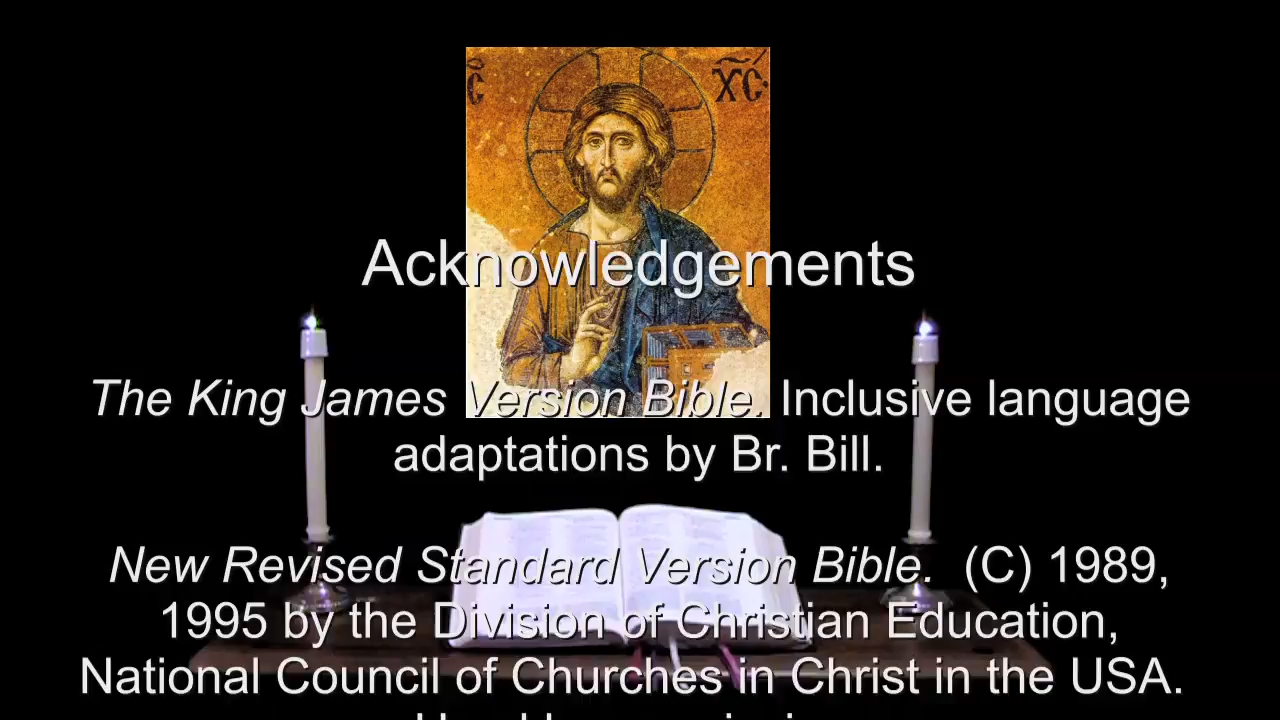 C XC
Acknowledgements
The King James Version Bible. Inclusive language
adaptations by Br. Bill.
New Revised Standard Version Bible. (C) 1989,
1995 by the Division of Christian Education,
National Council of Churches in Christ in the USA.